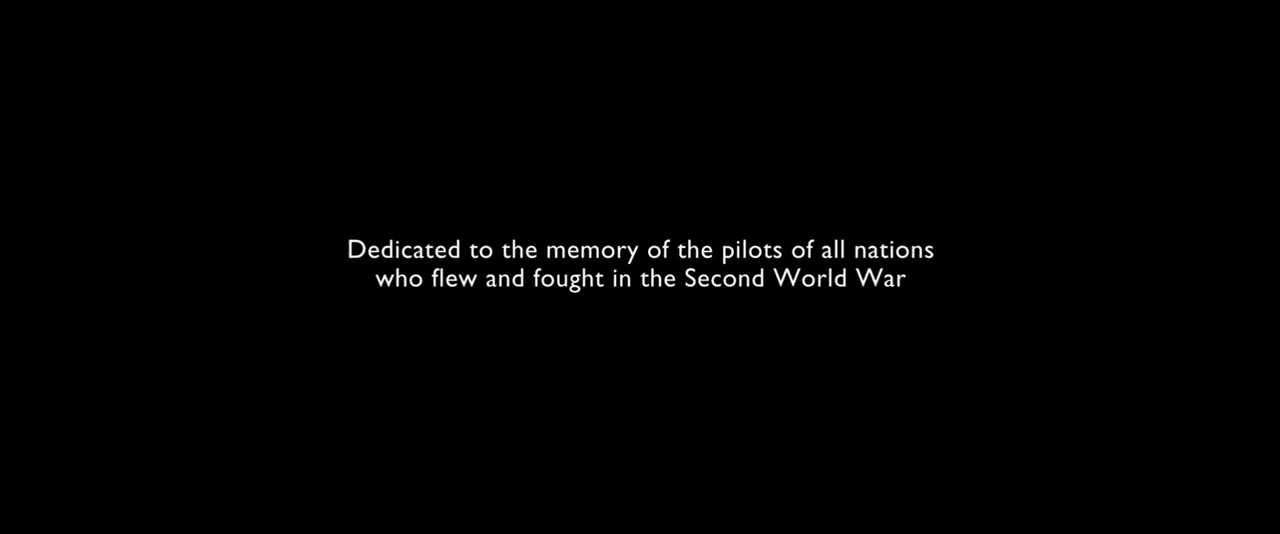 Dedicated to the memory of the pilots of all nations
who flew and fought in the Second World War